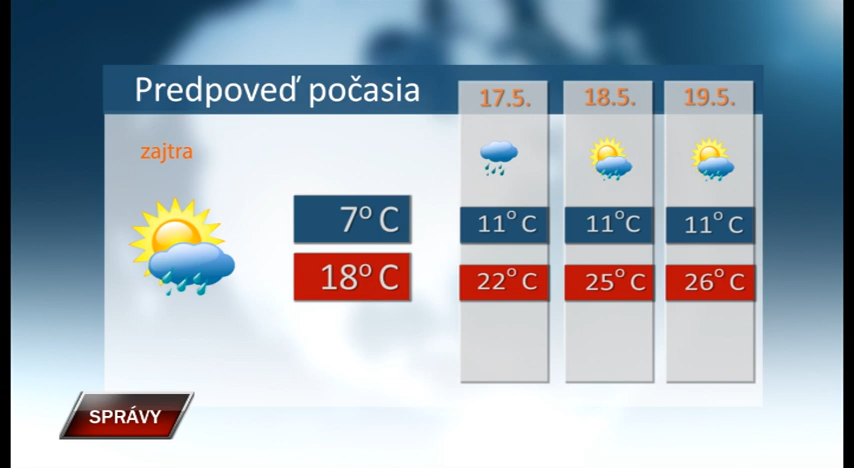 Predpoveď počasia
zajtra
7° C
18° C
17.5.
11° C
22° C
18.5.
11°C
25° C
19.5.
11° C
26° C
SPRÁVY